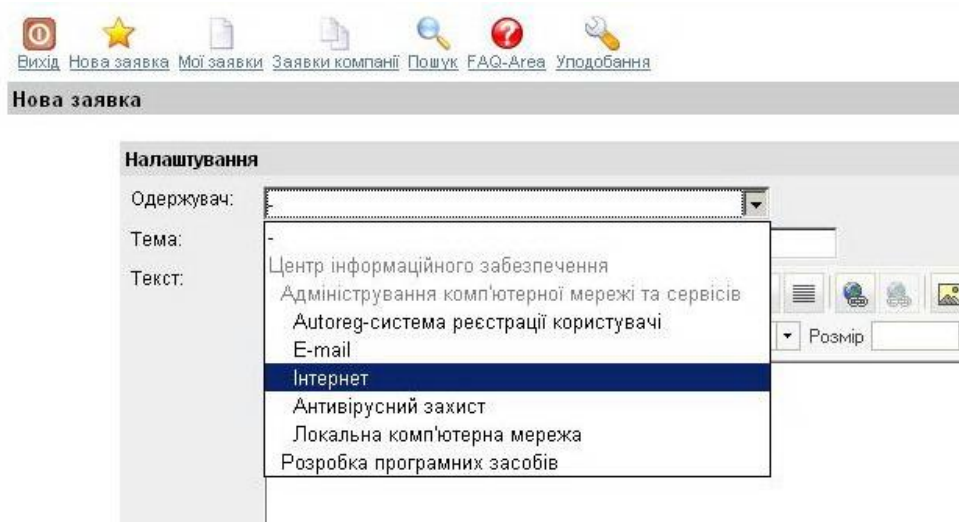 Вихід Нова заявка Мої заявки Заявки компанії Пошук FAQ-Area Уподобання
Нова заявка
Налаштування
Одержувач: -
Тема:
-
Центр інформаційного забезпечення
Текст:
Адміністрування комп'ютерної мережі та сервісів
Autoreg-система реєстрації користувачі
Розмір
E-mail
Інтернет
Антивірусний захист
Локальна комп'ютерна мережа
Розробка програмних засобів